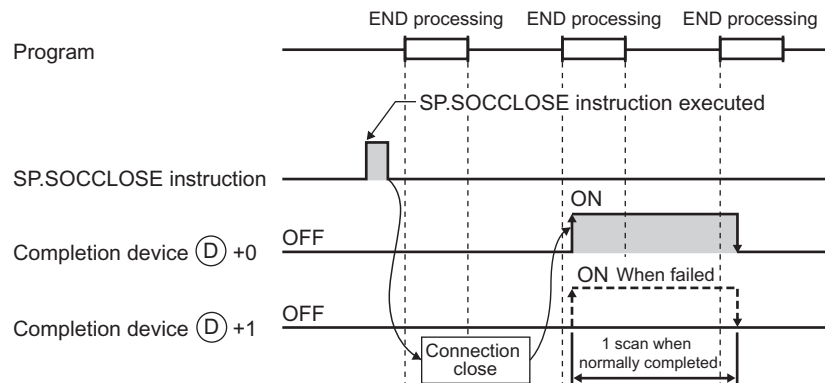 END processing END processing END processing
Program
SP.SOCCLOSE instruction executed
SP.SOCCLOSE instruction
ON
Completion device D +0 OFF
ON When failed
Completion device D +1 OFF
Connection close
1 scan when
normally completed